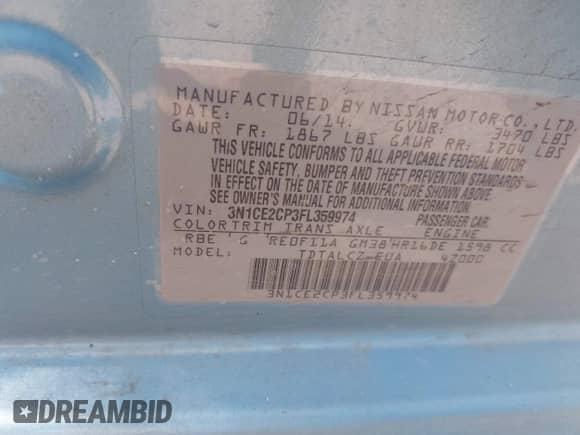 MANUFACTURED BY NISSAN MOTOR CO., LTD.
DATE: 06/14. GVWR: 3470 LBS
GAWR FR: 1867 LBS GAWR RR: 1704 LBS
THIS VEHICLE CONFORMS TO ALL APPLICABLE FEDERAL MOTOR
VEHICLE SAFETY, BUMPER AND THEFT PREVENTION STANDARDS
IN EFFECT ON THE DATE OF MANUFACTURE SHOWN ABOVE.
SEE OWNER'S MANUAL FOR ADDITIONAL INFORMATION
VIN: 3N1CE2CP3FL359974 PASSENGER CAR.
COLOR TRIM TRANS AXLE ENGINE
RBE ' G ' RE0F11A GM38 HR16DE 1598 CC
MODEL: TDTALCZ-EUA 47000
3N1CE2CP3FL359974
DREAMBID